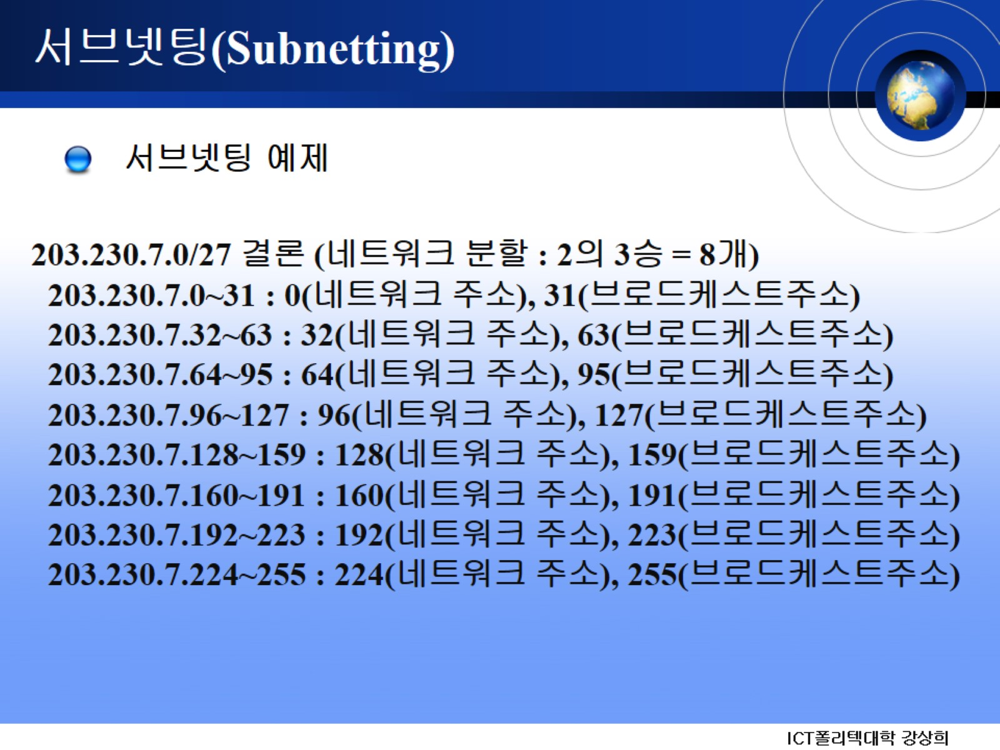 서브넷팅(Subnetting)
서브넷팅 예제
203.230.7.0/27 결론 (네트워크 분할 : 2의 3승 = 8개)
203.230.7.0~31 : 0(네트워크 주소), 31(브로드케스트주소)
203.230.7.32~63 : 32(네트워크 주소), 63(브로드케스트주소)
203.230.7.64~95 : 64(네트워크 주소), 95(브로드케스트주소)
203.230.7.96~127 : 96(네트워크 주소), 127(브로드케스트주소)
203.230.7.128~159 : 128(네트워크 주소), 159(브로드케스트주소)
203.230.7.160~191 : 160(네트워크 주소), 191(브로드케스트주소)
203.230.7.192~223 : 192(네트워크 주소), 223(브로드케스트주소)
203.230.7.224~255 : 224(네트워크 주소), 255(브로드케스트주소)
ICT폴리텍대학 강상희